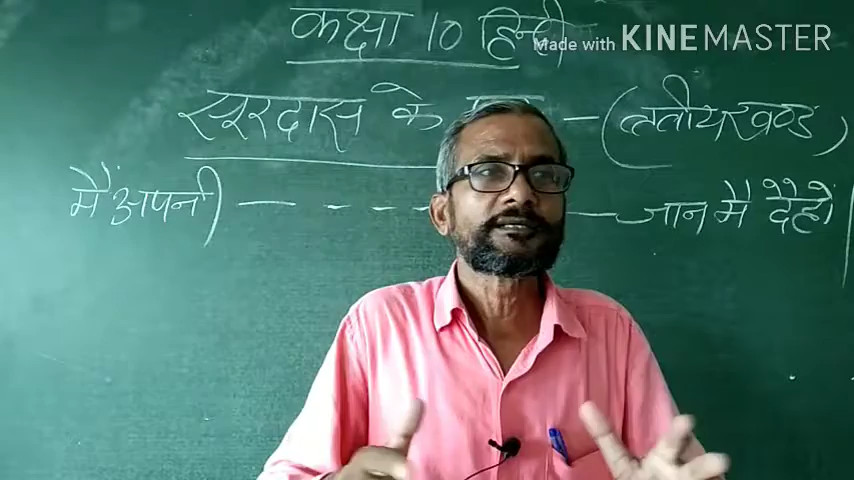 कक्षा 10 हिन्दी
Made with KINEMASTER
सूरदास के — (तृतीयखण्ड)
मैं अपनी — - - - — जान मैं दैहौं |